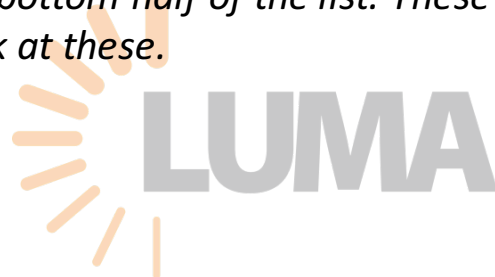 bottom half of the list. These
at these.
LUMA